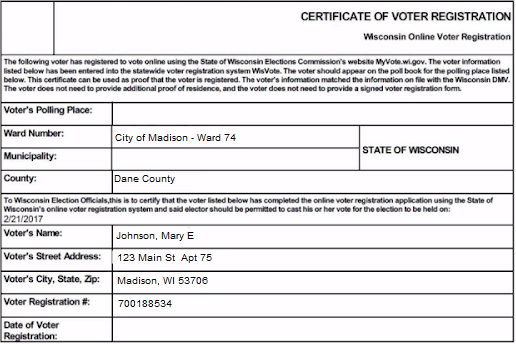 CERTIFICATE OF VOTER REGISTRATION
Wisconsin Online Voter Registration
The following voter has registered to vote online using the State of Wisconsin Elections Commission's website MyVote.wi.gov. The voter information
listed below has been entered into the statewide voter registration system WisVote. The voter should appear on the poll book for the polling place listed
below. This certificate can be used as proof that the voter is registered. The voter's information matched the information on file with the Wisconsin DMV.
The voter does not need to provide additional proof of residence, and the voter does not need to provide a signed voter registration form.
Voter's Polling Place:
Ward Number: City of Madison - Ward 74
STATE OF WISCONSIN
Municipality:
County: Dane County
To Wisconsin Election Officials,this is to certify that the voter listed below has completed the online voter registration application using the State of
Wisconsin's online voter registration system and said elector should be permitted to cast his or her vote for the election to be held on:
2/21/2017
Voter's Name: Johnson, Mary E
Voter's Street Address: 123 Main St Apt 75
Voter's City, State, Zip: Madison, WI 53706
Voter Registration #: 700188534
Date of Voter
Registration: